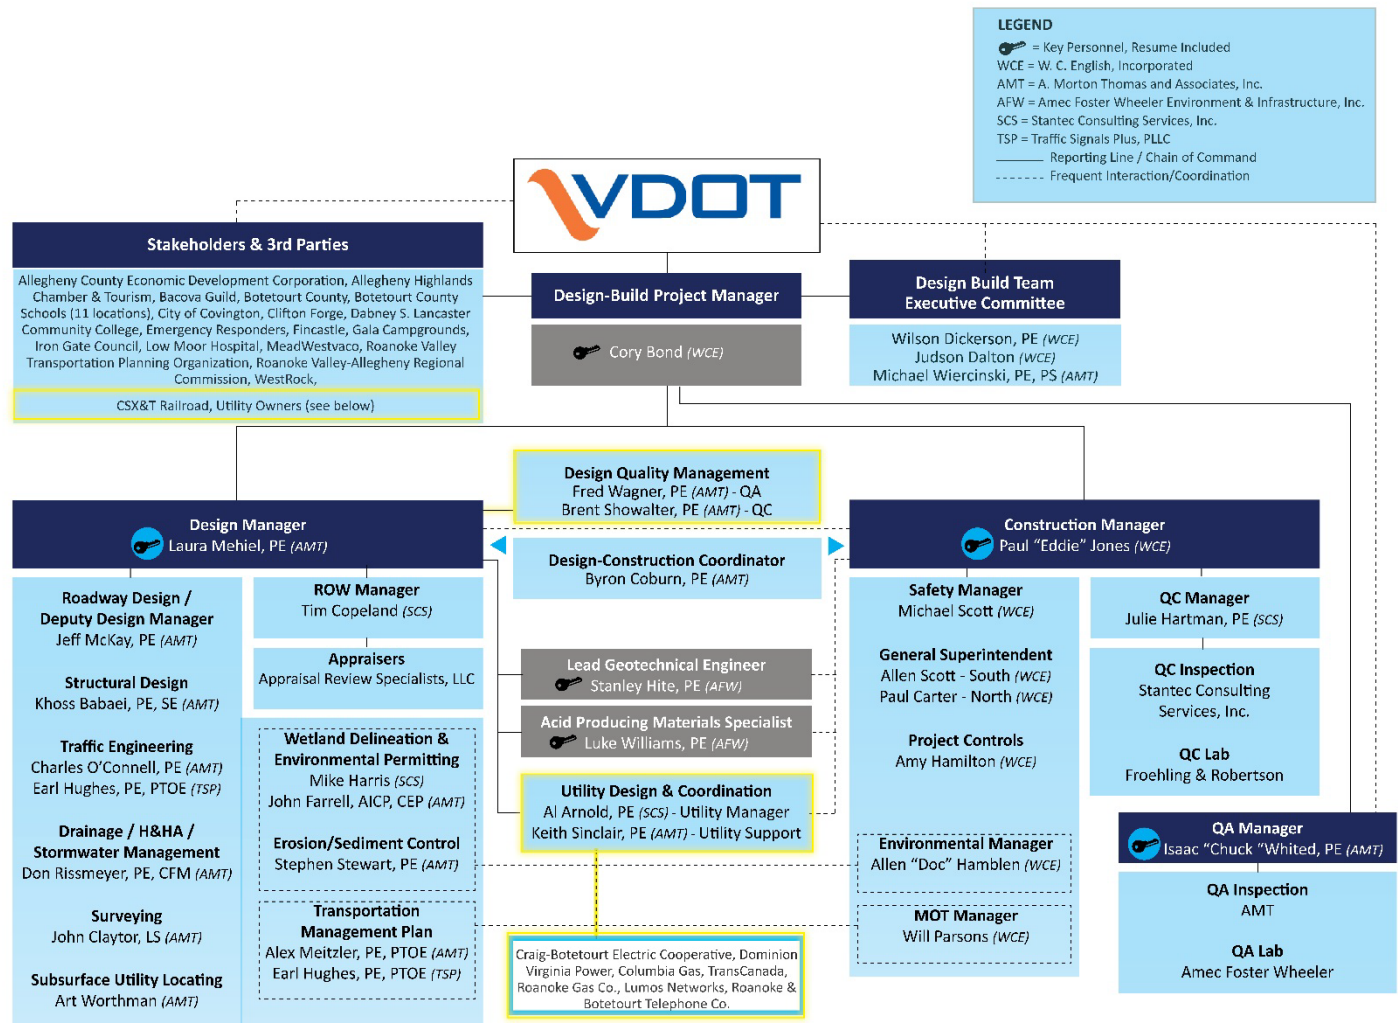 LEGEND
= Key Personnel, Resume Included
WCE = W. C. English, Incorporated
AMT = A. Morton Thomas and Associates, Inc.
AFW = Amec Foster Wheeler Environment & Infrastructure, Inc.
SCS = Stantec Consulting Services, Inc.
TSP = Traffic Signals Plus, PLLC
Reporting Line / Chain of Command
Frequent Interaction/Coordination
VDOT
Stakeholders & 3rd Parties
Allegheny County Economic Development Corporation, Allegheny Highlands
Chamber & Tourism, Bacova Guild, Botetourt County, Botetourt County
Schools (11 locations), City of Covington, Clifton Forge, Dabney S. Lancaster
Community College, Emergency Responders, Fincastle, Gala Campgrounds,
Iron Gate Council, Low Moor Hospital, MeadWestvaco, Roanoke Valley
Transportation Planning Organization, Roanoke Valley-Allegheny Regional
Commission, WestRock,
CSX&T Railroad, Utility Owners (see below)
Design-Build Project Manager
Cory Bond (WCE)
Design Build Team
Executive Committee
Wilson Dickerson, PE (WCE)
Judson Dalton (WCE)
Michael Wiercinski, PE, PS (AMT)
Design Quality Management
Fred Wagner, PE (AMT) - QA
Brent Showalter, PE (AMT) - QC
Design Manager
Laura Mehiel, PE (AMT)
Design-Construction Coordinator
Byron Coburn, PE (AMT)
Construction Manager
Paul "Eddie" Jones (WCE)
Roadway Design /
Deputy Design Manager
Jeff McKay, PE (AMT)
Structural Design
Khoss Babaei, PE, SE (AMT)
Traffic Engineering
Charles O'Connell, PE (AMT)
Earl Hughes, PE, PTOE (TSP)
Drainage / H&HA /
Stormwater Management
Don Rissmeyer, PE, CFM (AMT)
Surveying
John Claytor, LS (AMT)
Subsurface Utility Locating
Art Worthman (AMT)
ROW Manager
Tim Copeland (SCS)
Appraisers
Appraisal Review Specialists, LLC
Wetland Delineation &
Environmental Permitting
Mike Harris (SCS)
John Farrell, AICP, CEP (AMT)
Erosion/Sediment Control
Stephen Stewart, PE (AMT)
Transportation
Management Plan
Alex Meitzler, PE, PTOE (AMT)
Earl Hughes, PE, PTOE (TSP)
Lead Geotechnical Engineer
Stanley Hite, PE (AFW)
Acid Producing Materials Specialist
Luke Williams, PE (AFW)
Utility Design & Coordination
Al Arnold, PE (SCS) - Utility Manager
Keith Sinclair, PE (AMT) - Utility Support
Craig-Botetourt Electric Cooperative, Dominion
Virginia Power, Columbia Gas, TransCanada,
Roanoke Gas Co., Lumos Networks, Roanoke &
Botetourt Telephone Co.
Safety Manager
Michael Scott (WCE)
General Superintendent
Allen Scott - South (WCE)
Paul Carter - North (WCE)
Project Controls
Amy Hamilton (WCE)
Environmental Manager
Allen "Doc" Hamblen (WCE)
MOT Manager
Will Parsons (WCE)
QC Manager
Julie Hartman, PE (SCS)
QC Inspection
Stantec Consulting
Services, Inc.
QC Lab
Froehling & Robertson
QA Manager
Isaac "Chuck "Whited, PE (AMT)
QA Inspection
AMT
QA Lab
Amec Foster Wheeler